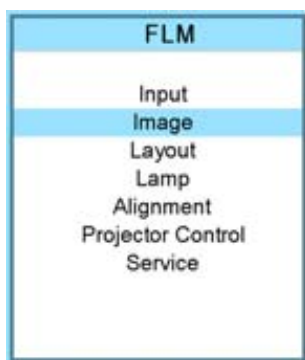 FLM
Input
Image
Layout
Lamp
Alignment
Projector Control
Service